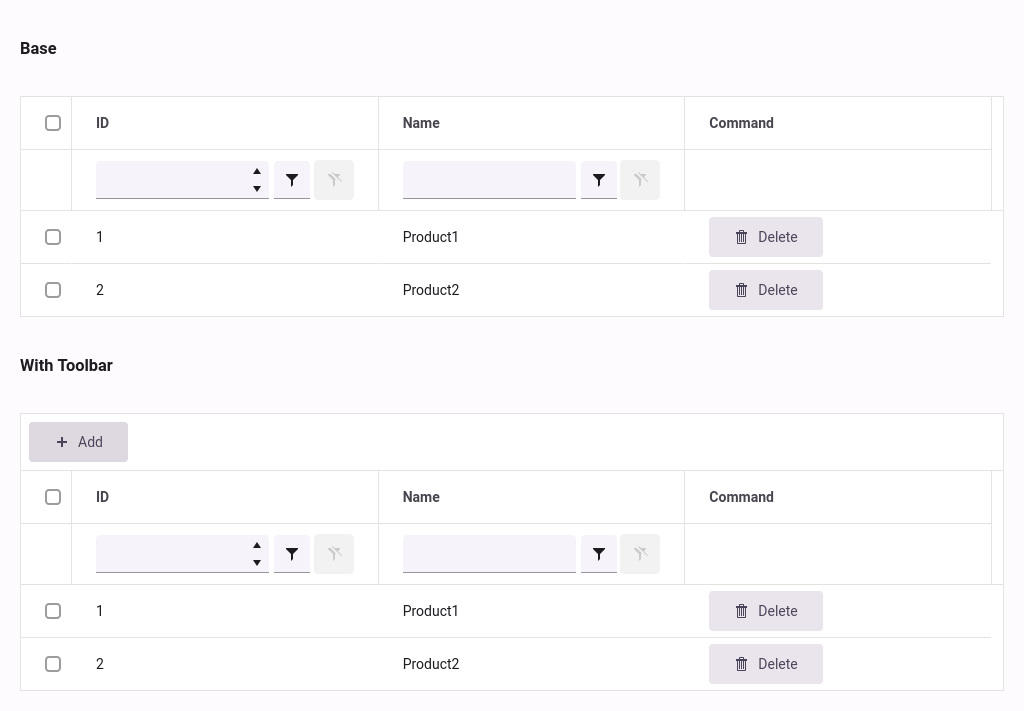 Base
ID Name Command
1 Product1 Delete
2 Product2 Delete
With Toolbar
Add
ID Name Command
1 Product1 Delete
2 Product2 Delete